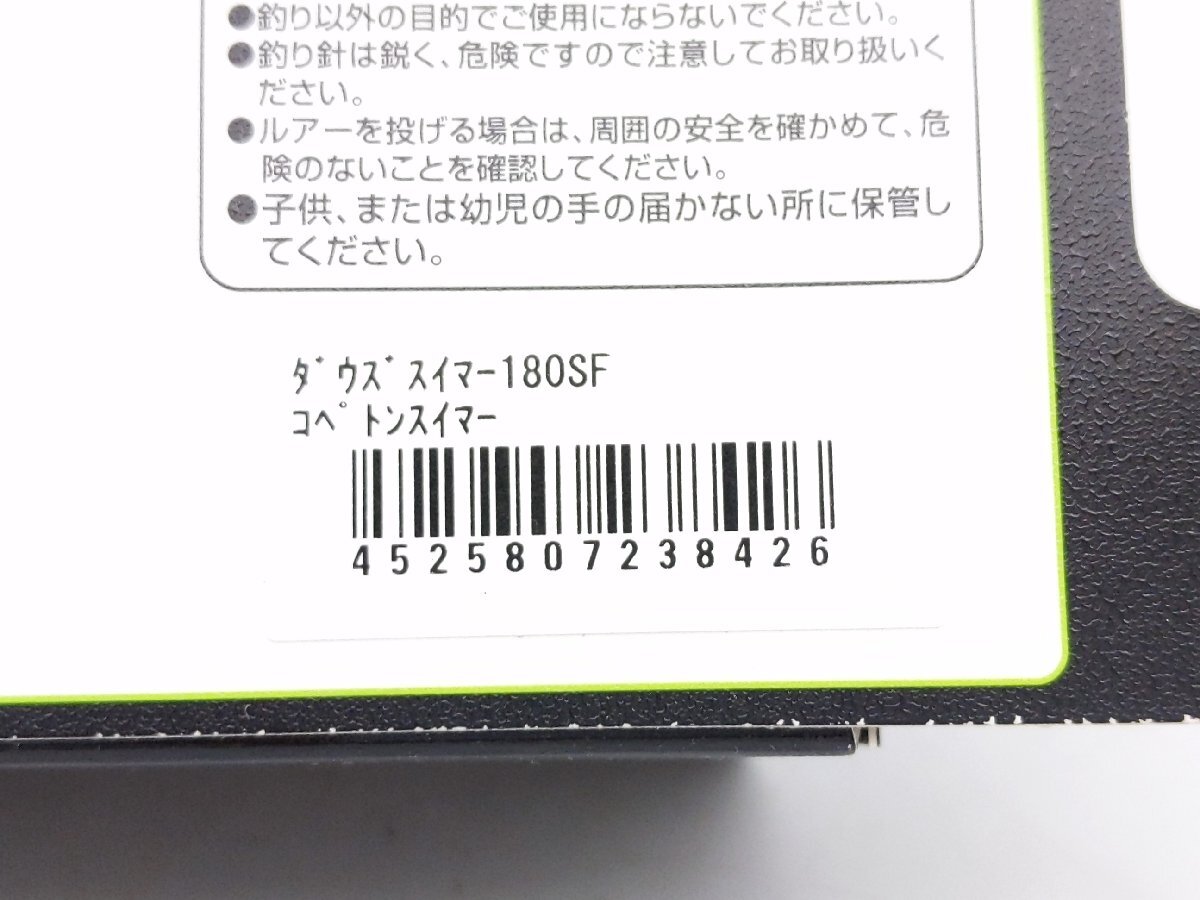 ●釣り以外の目的でご使用にならないでください。
●釣り針は鋭く、危険ですので注意してお取り扱いく
ださい。
●ルアーを投げる場合は、周囲の安全を確かめて、危
険のないことを確認してください。
●子供、または幼児の手の届かない所に保管し
てください。
ﾀﾞｳｽﾞｽｲﾏｰ180SF
ｺﾍﾟﾄﾝｽｲﾏｰ
4525807238426